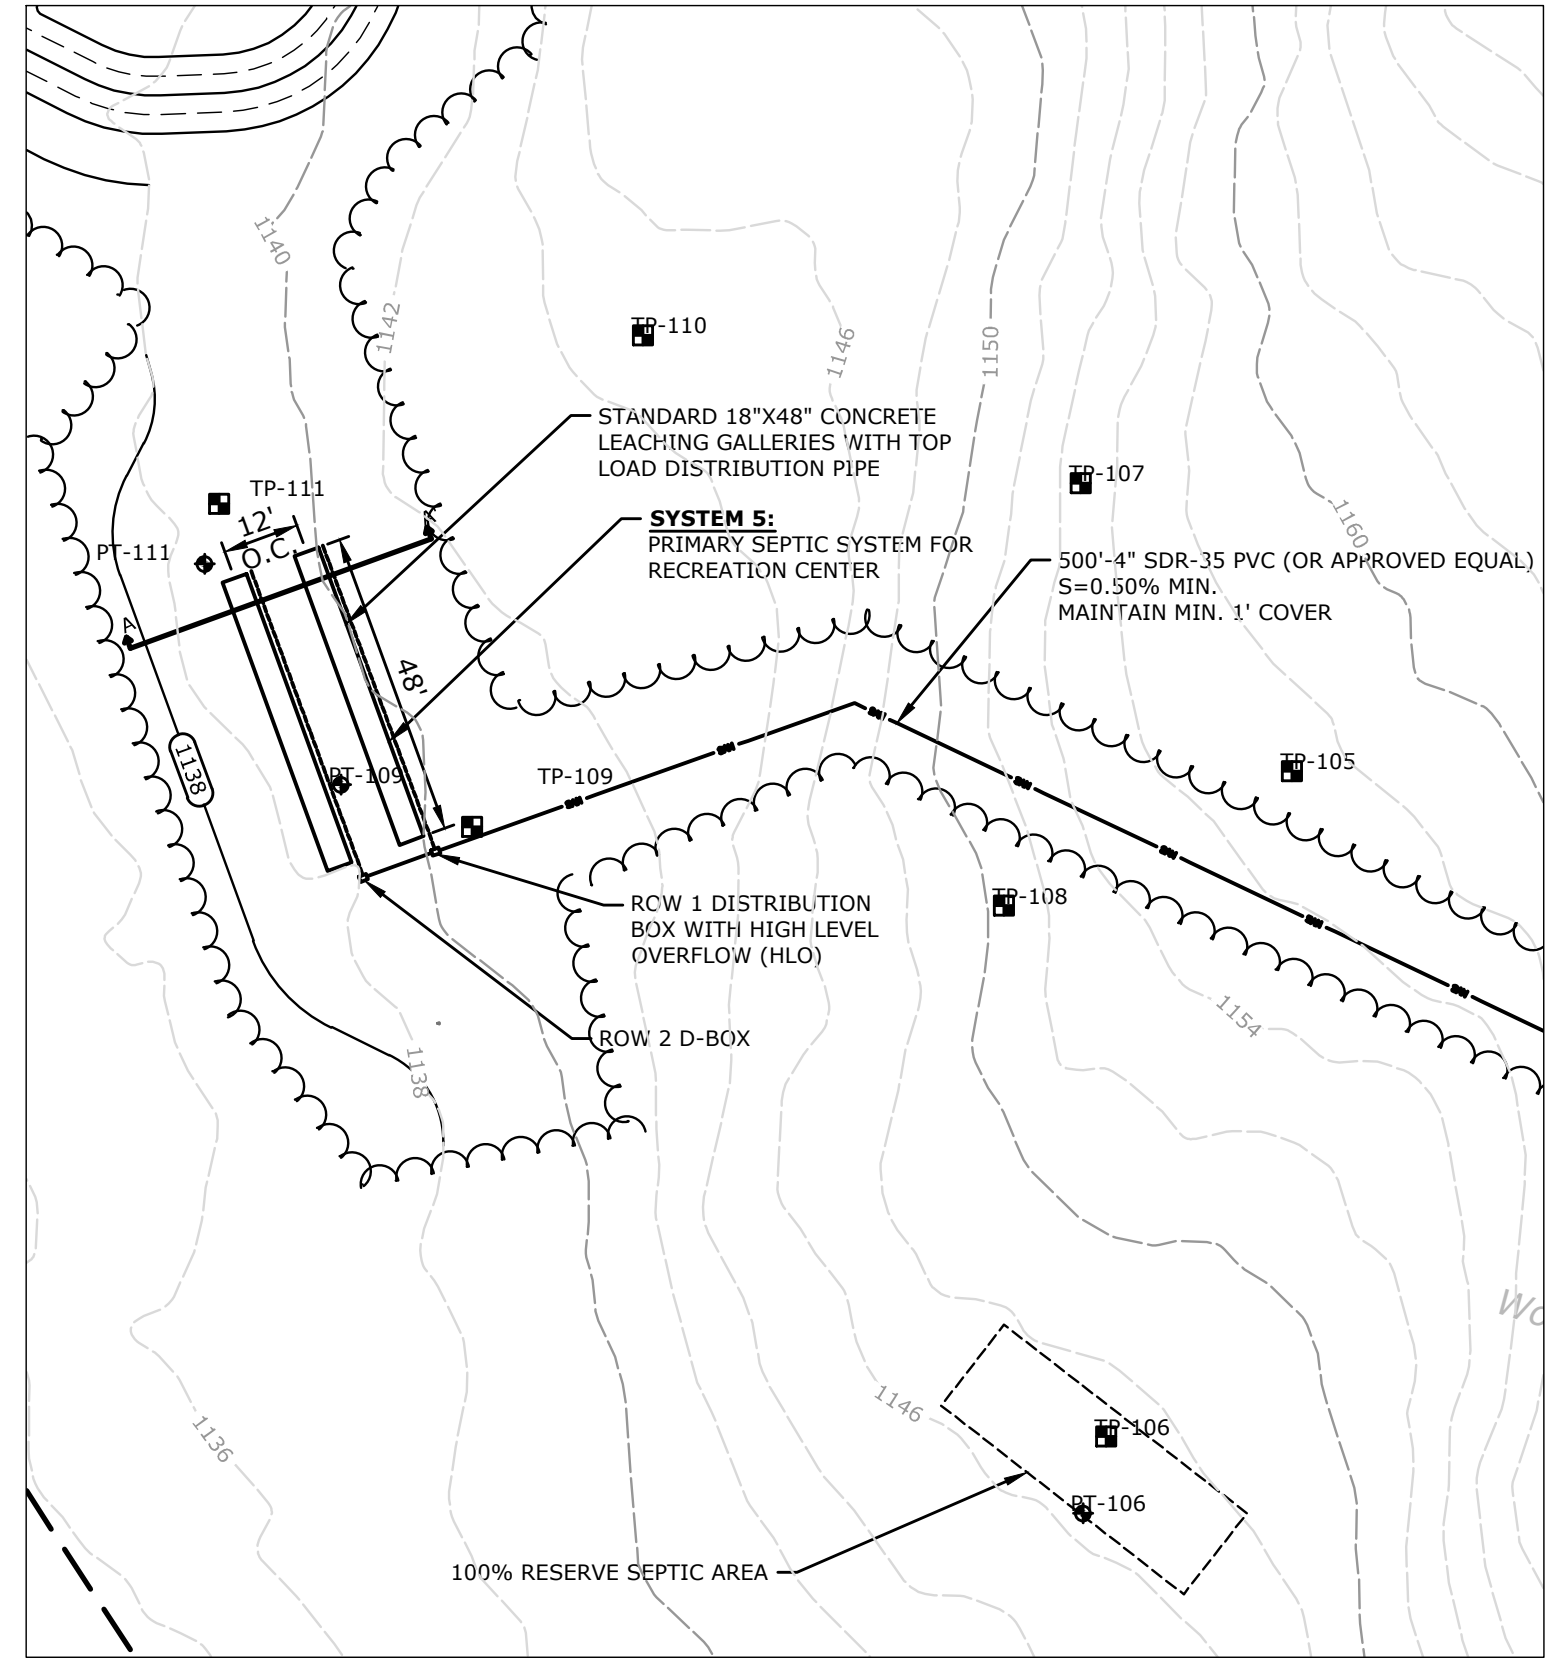 1140
1142
TP-110
1146
1150
STANDARD 18"X48" CONCRETE
LEACHING GALLERIES WITH TOP
LOAD DISTRIBUTION PIPE
TP-107
TP-111
12'
O.C.
PT-111
SYSTEM 5:
PRIMARY SEPTIC SYSTEM FOR
RECREATION CENTER
1160
500'-4" SDR-35 PVC (OR APPROVED EQUAL)
S=0.50% MIN.
MAINTAIN MIN. 1' COVER
A
48'
1138
PT-109
TP-109
TP-105
TP-108
ROW 1 DISTRIBUTION
BOX WITH HIGH LEVEL
OVERFLOW (HLO)
1154
ROW 2 D-BOX
1138
1146
1136
TP-106
PT-106
100% RESERVE SEPTIC AREA